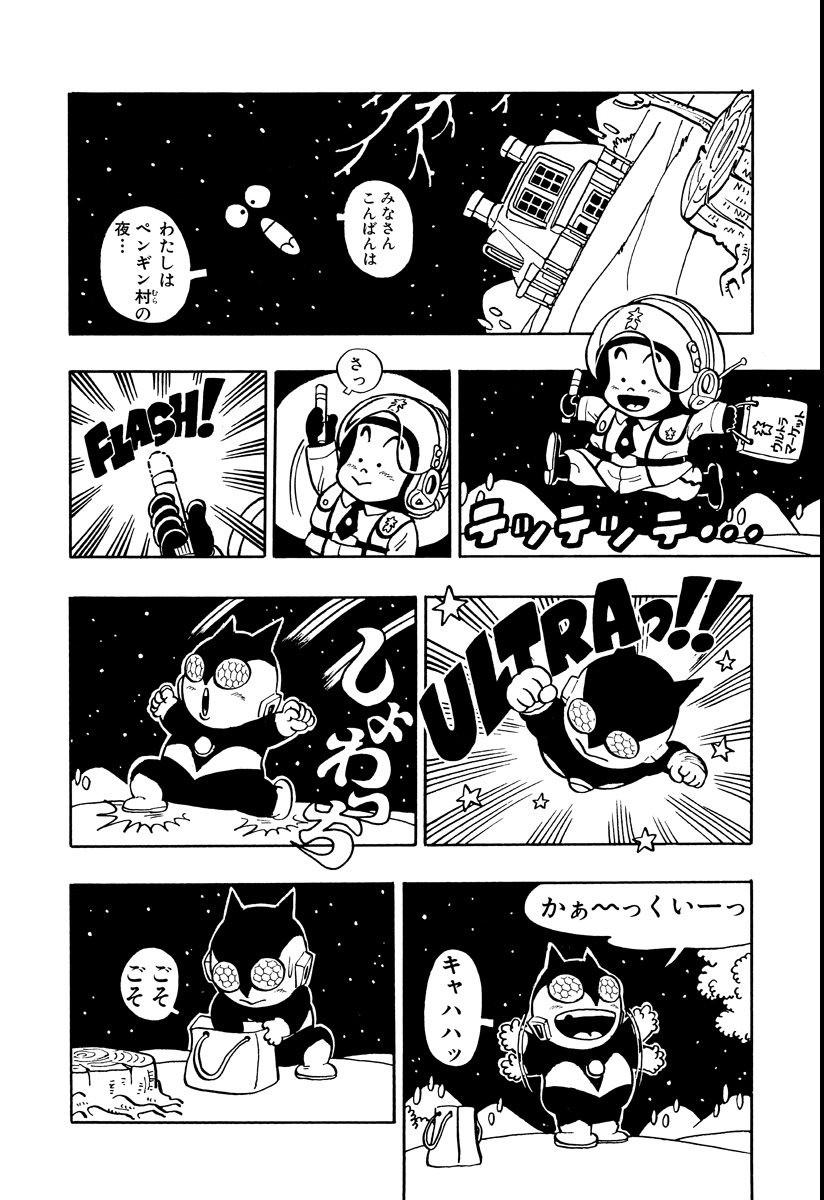 みなさん
こんばんは
わたしは
ペンギン村の
むら
夜…
ウルトラ
マーケット
テッテッテ・・・
さっ
FLASH!
ULTRAっ!!
しょわっち
かぁ〜〜っくいーっ
キャハハッ
ごそ
ごそ